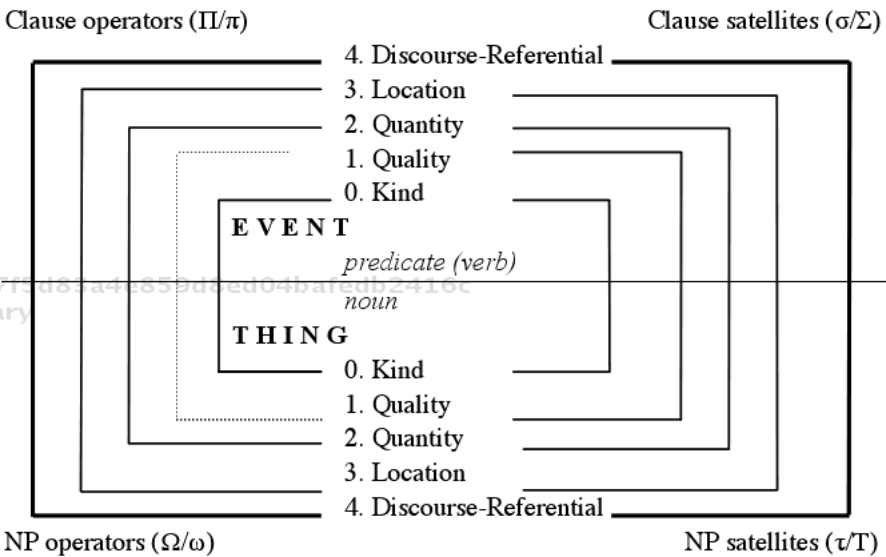 Clause operators (Π/π) Clause satellites (σ/Σ)
4. Discourse-Referential
3. Location
2. Quantity
1. Quality
0. Kind
EVENT
predicate (verb)
noun
THING
0. Kind
1. Quality
2. Quantity
3. Location
4. Discourse-Referential
NP operators (Ω/ω) NP satellites (τ/Τ)